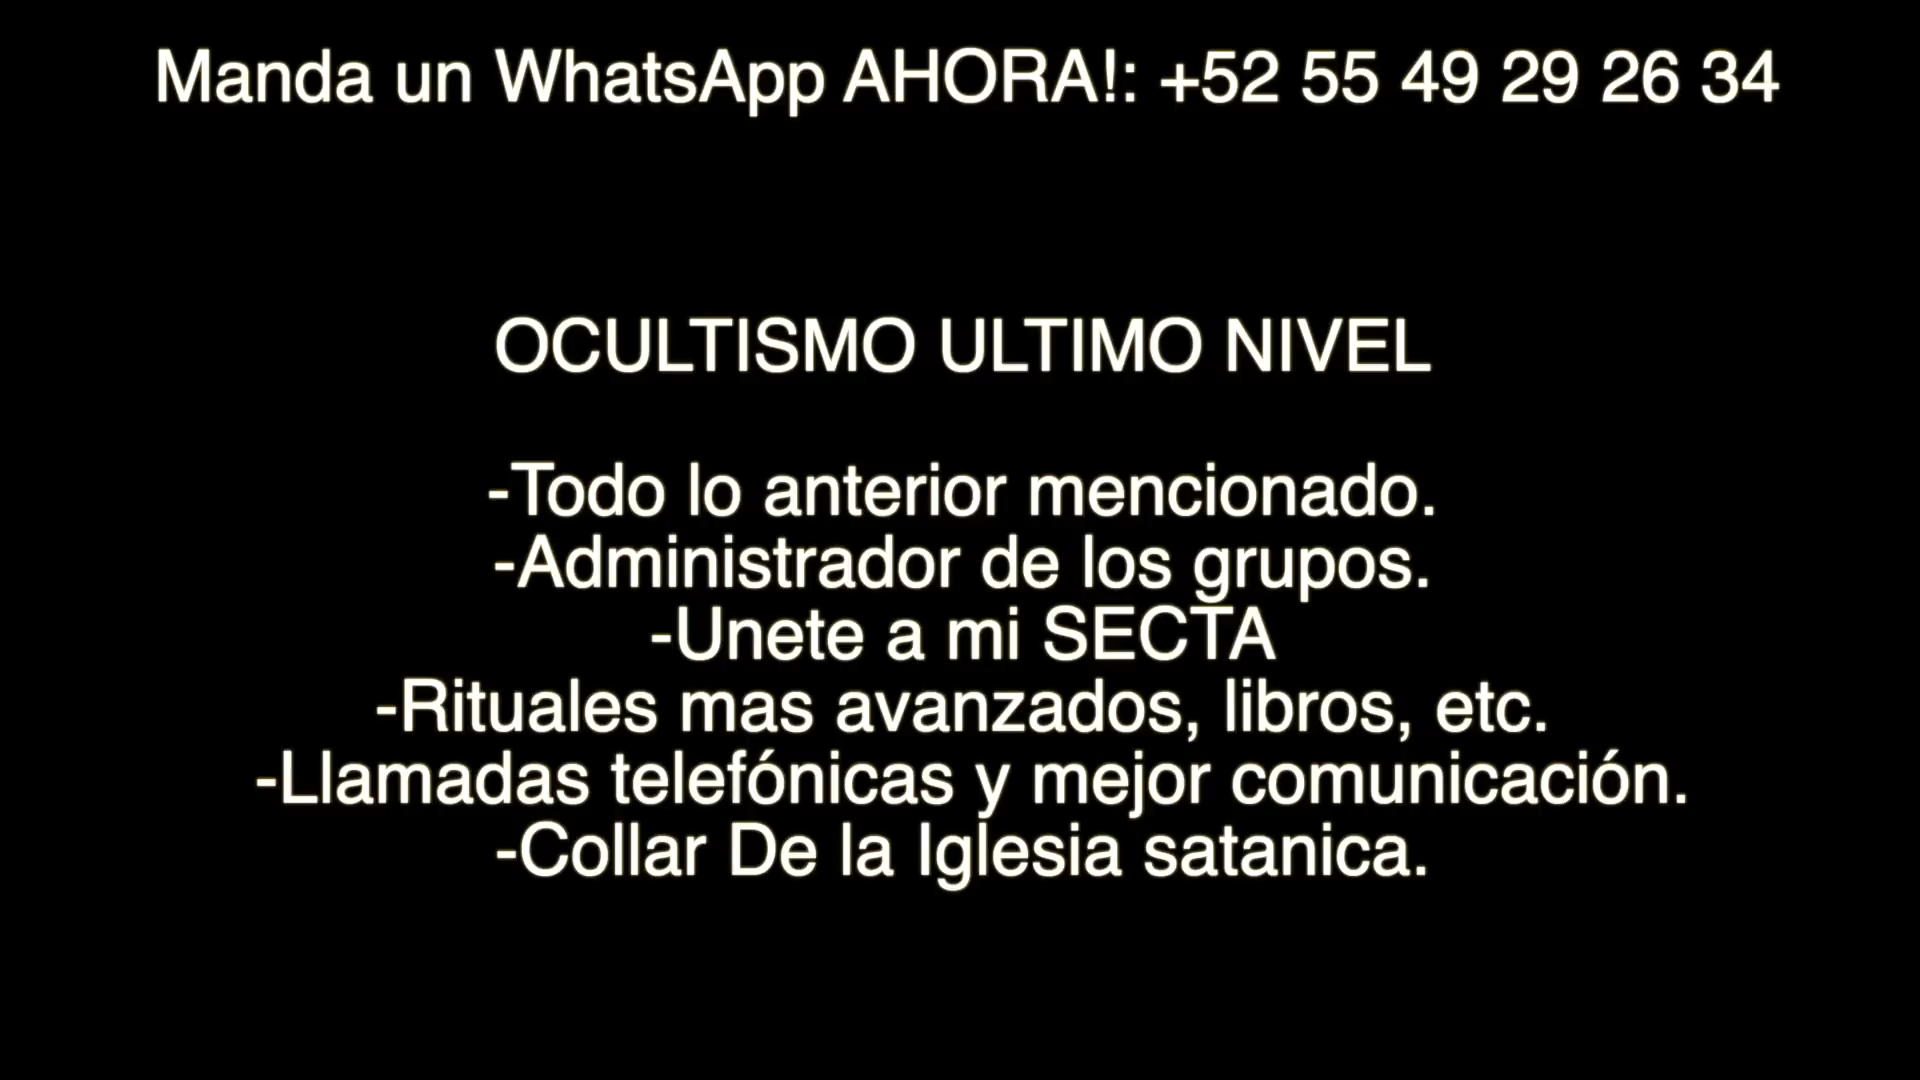 Manda un WhatsApp AHORA!: +52 55 49 29 26 34
OCULTISMO ULTIMO NIVEL
-Todo lo anterior mencionado.
-Administrador de los grupos.
-Unete a mi SECTA
-Rituales mas avanzados, libros, etc.
-Llamadas telefónicas y mejor comunicación.
-Collar De la Iglesia satanica.